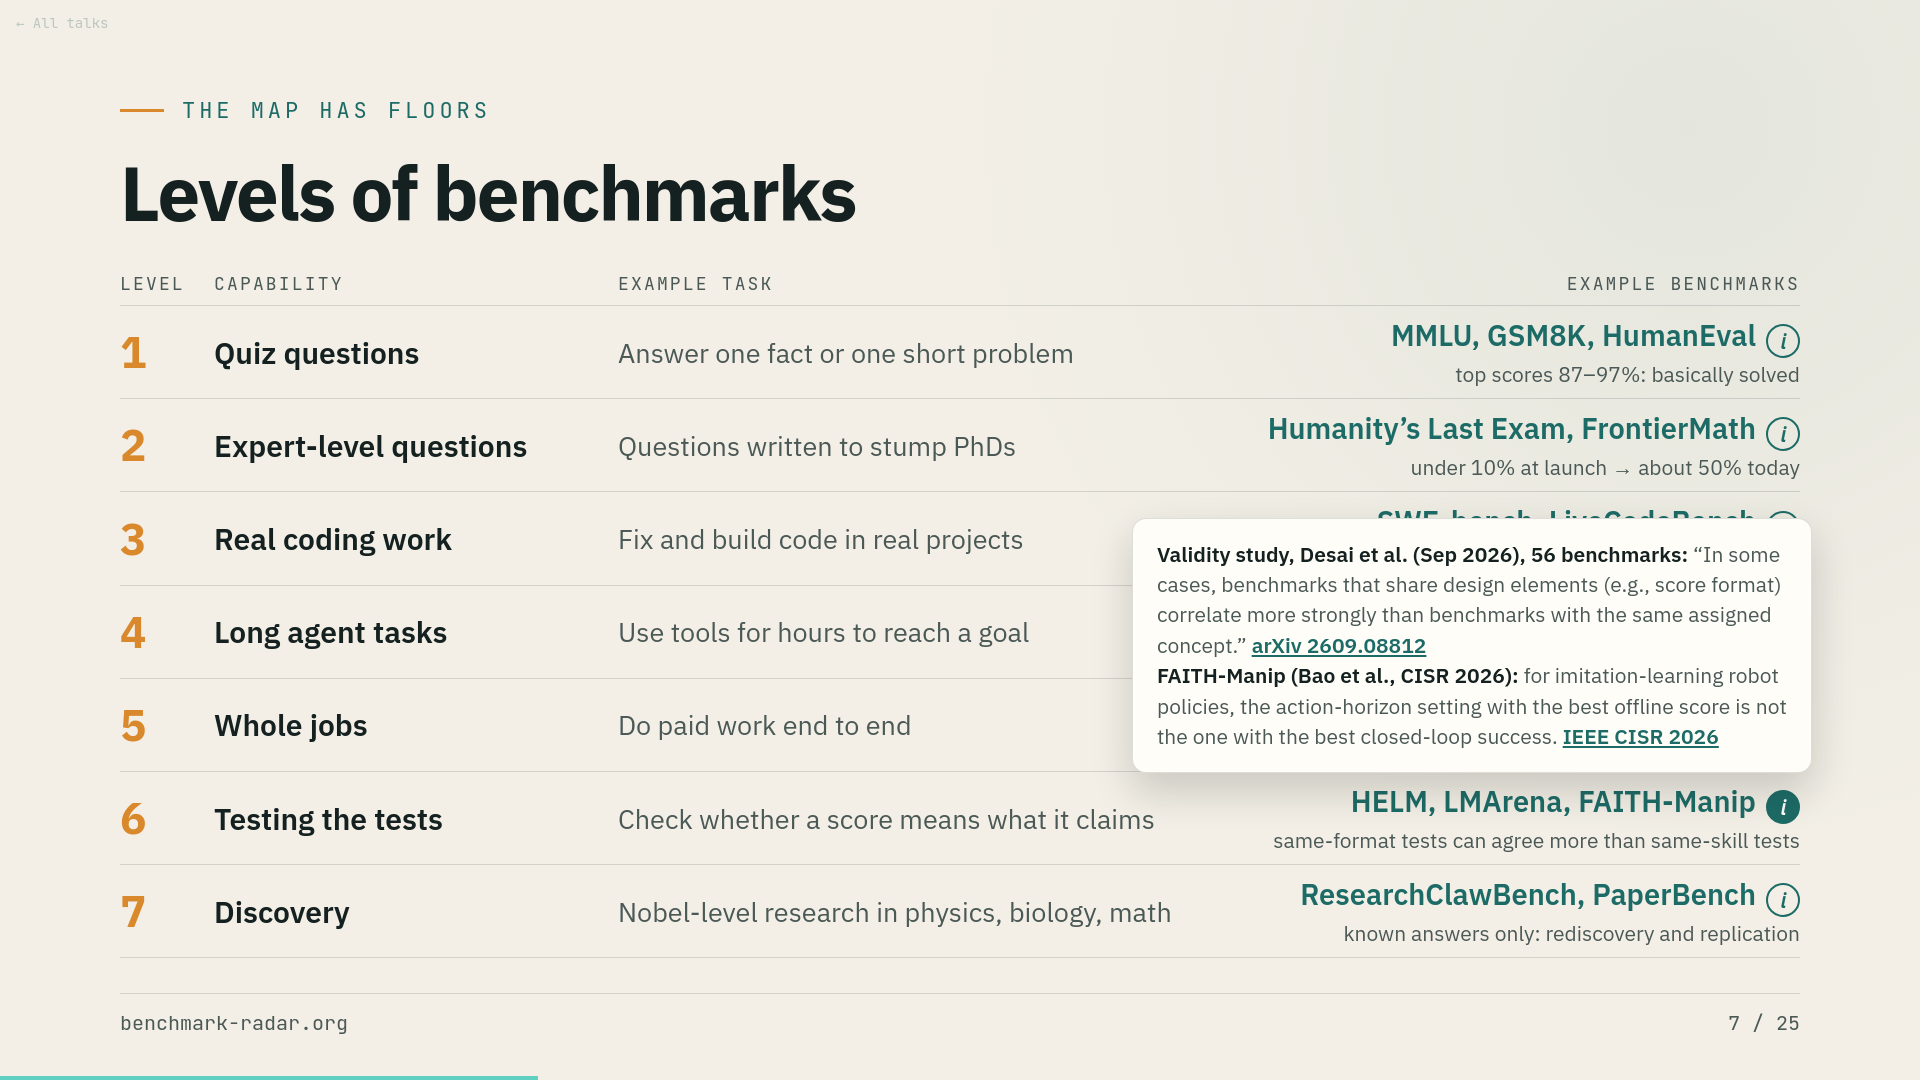 ← All talks
THE MAP HAS FLOORS
Levels of benchmarks
LEVEL CAPABILITY EXAMPLE TASK EXAMPLE BENCHMARKS
1 Quiz questions Answer one fact or one short problem MMLU, GSM8K, HumanEval i
top scores 87–97%: basically solved
2 Expert-level questions Questions written to stump PhDs Humanity’s Last Exam, FrontierMath i
under 10% at launch → about 50% today
SWE-bench, LiveCodeBench
3 Real coding work Fix and build code in real projects
4 Long agent tasks Use tools for hours to reach a goal
5 Whole jobs Do paid work end to end
Validity study, Desai et al. (Sep 2026), 56 benchmarks: “In some
cases, benchmarks that share design elements (e.g., score format)
correlate more strongly than benchmarks with the same assigned
concept.” arXiv 2609.08812
FAITH-Manip (Bao et al., CISR 2026): for imitation-learning robot
policies, the action-horizon setting with the best offline score is not
the one with the best closed-loop success. IEEE CISR 2026
6 Testing the tests Check whether a score means what it claims HELM, LMArena, FAITH-Manip i
same-format tests can agree more than same-skill tests
7 Discovery Nobel-level research in physics, biology, math ResearchClawBench, PaperBench i
known answers only: rediscovery and replication
benchmark-radar.org 7 / 25